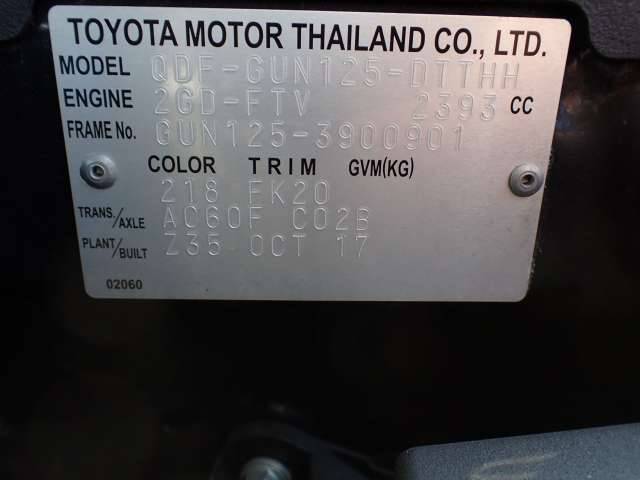 TOYOTA MOTOR THAILAND CO., LTD.
MODEL QDF-GUN125-DTTHH
ENGINE 2GD-FTV 2393 CC
FRAME No. GUN125-3900901
COLOR TRIM GVM(KG)
218 FK20
TRANS./AXLE AC60F C02B
PLANT/BUILT Z35 OCT 17
02060